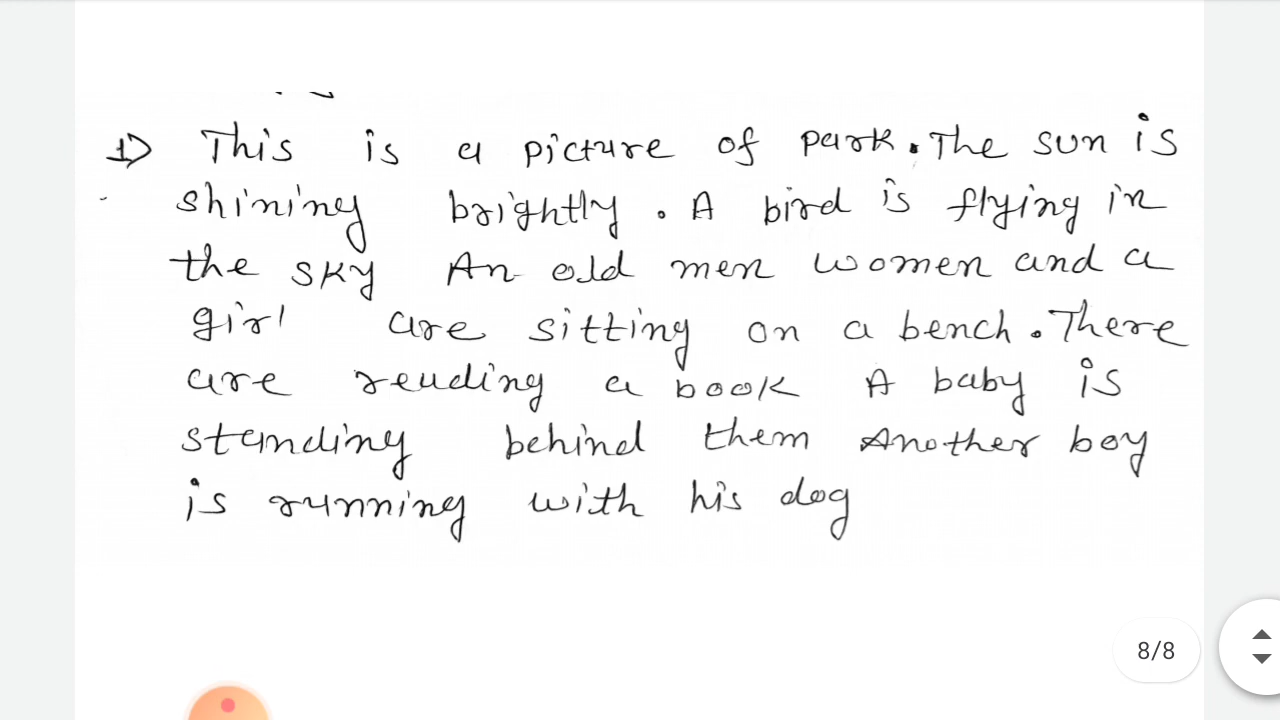 1) This is a picture of park. The sun is
shining brightly. A bird is flying in
the sky An old men women and a
girl are sitting on a bench. There
are reading a book A baby is
standing behind them Another boy
is running with his dog
8/8